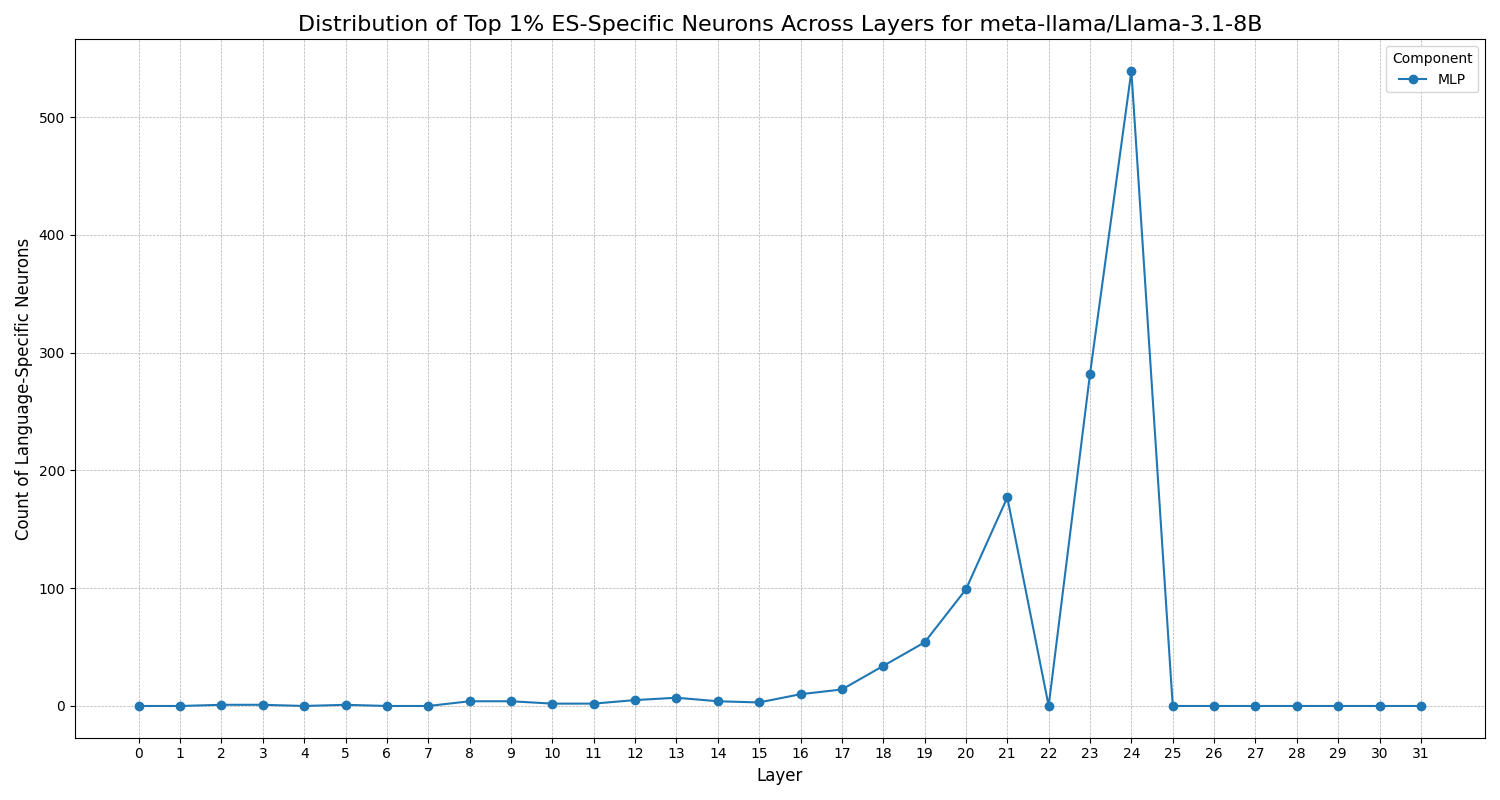 Distribution of Top 1% ES-Specific Neurons Across Layers for meta-llama/Llama-3.1-8B
Component
MLP
Count of Language-Specific Neurons
500
400
300
200
100
0
0 1 2 3 4 5 6 7 8 9 10 11 12 13 14 15 16 17 18 19 20 21 22 23 24 25 26 27 28 29 30 31
Layer